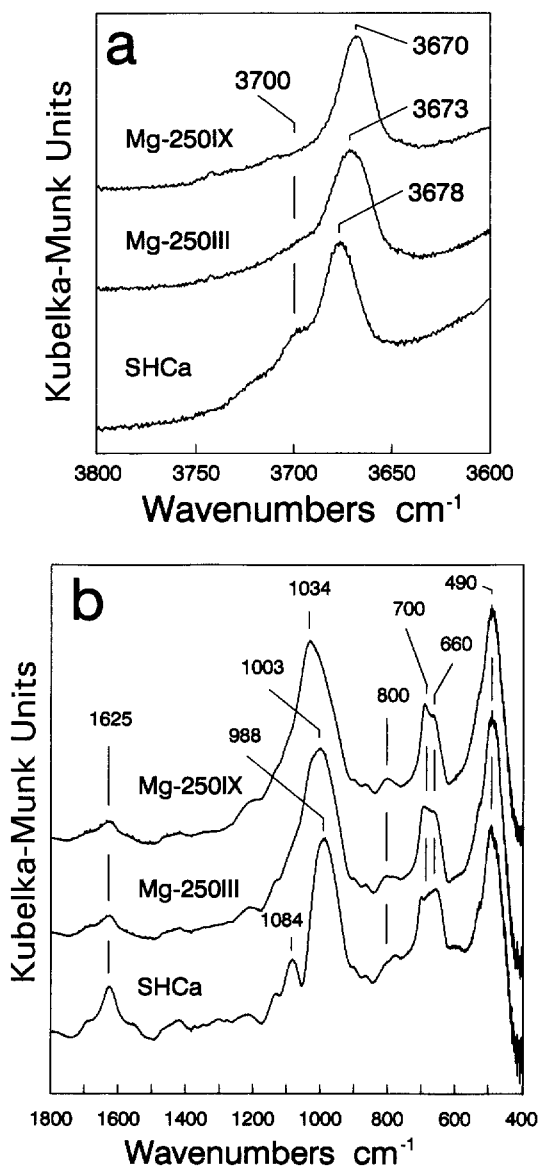 a
3670
3700
3673
Mg-250IX
3678
Mg-250III
SHCa
Kubelka-Munk Units
3800 3750 3700 3650 3600
Wavenumbers cm-1
b
1034
490
700
660
1003
800
1625
988
Mg-250IX
Mg-250III
1084
SHCa
Kubelka-Munk Units
1800 1600 1400 1200 1000 800 600 400
Wavenumbers cm-1